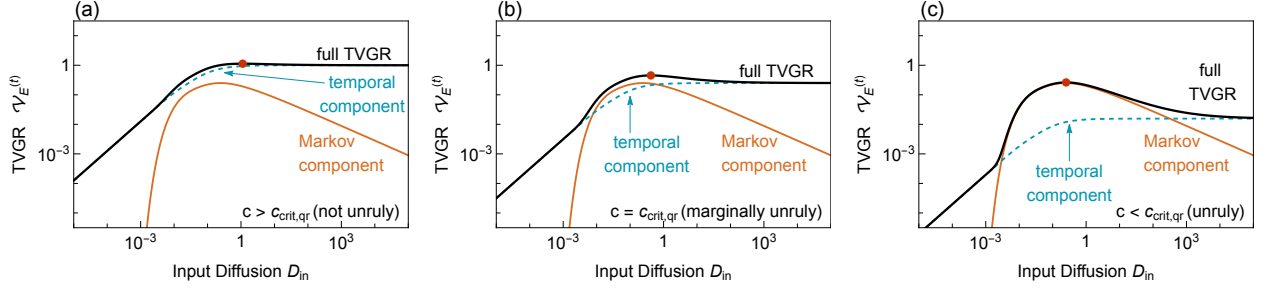 (a)
full TVGR
temporal
component
Markov
component
c > c_crit,qr (not unruly)
TVGR 𝒱_E^(t)
1
10^-3
10^-3
1
10^3
Input Diffusion D_in
(b)
full TVGR
temporal
component
Markov
component
c = c_crit,qr (marginally unruly)
TVGR 𝒱_E^(t)
1
10^-3
10^-3
1
10^3
Input Diffusion D_in
(c)
full
TVGR
temporal
component
Markov
component
c < c_crit,qr (unruly)
TVGR 𝒱_E^(t)
1
10^-3
10^-3
1
10^3
Input Diffusion D_in